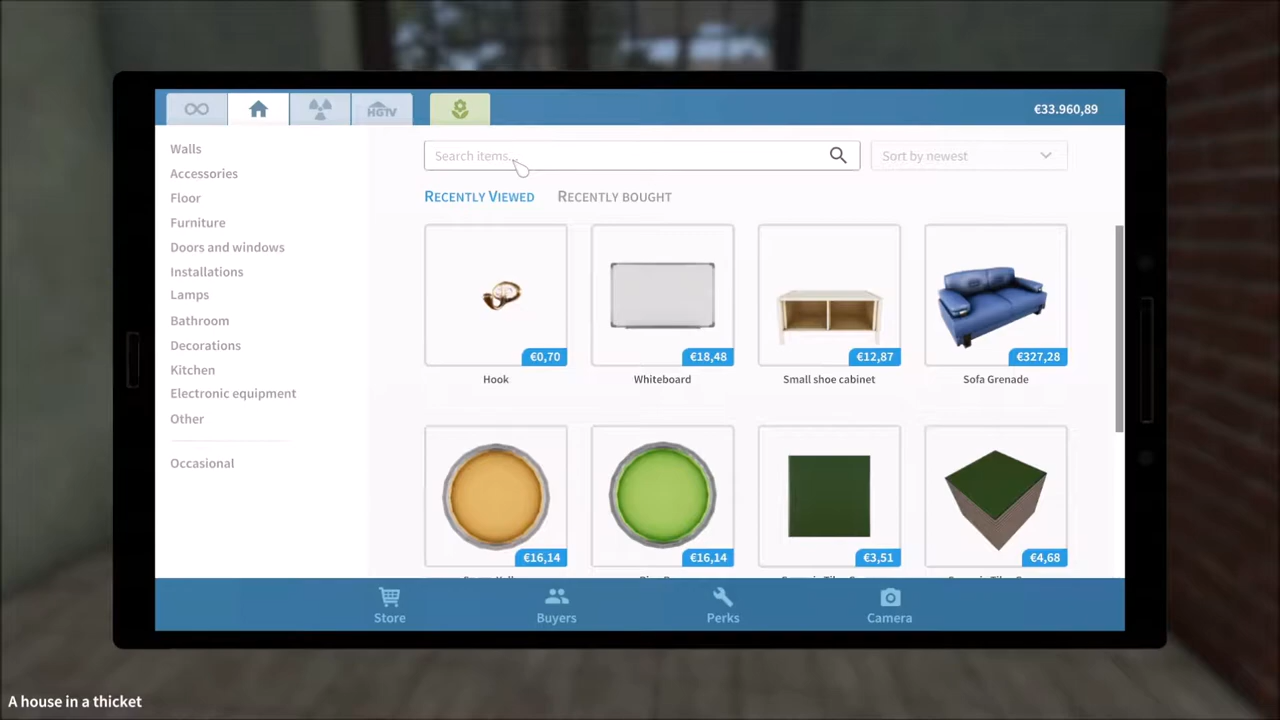 HGTV
€33.960,89
Walls
Accessories
Floor
Furniture
Doors and windows
Installations
Lamps
Bathroom
Decorations
Kitchen
Electronic equipment
Other
Occasional
Search items...
Sort by newest
RECENTLY VIEWED
RECENTLY BOUGHT
€0,70
€18,48
€12,87
€327,28
Hook
Whiteboard
Small shoe cabinet
Sofa Grenade
€16,14
€16,14
€3,51
€4,68
Store
Buyers
Perks
Camera
A house in a thicket